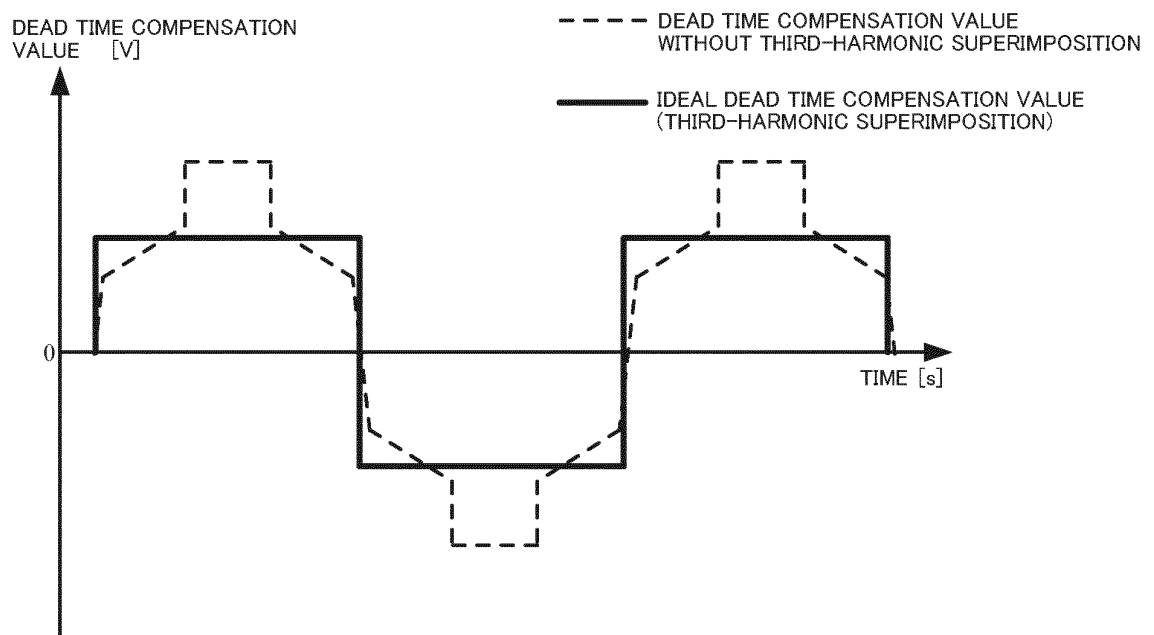 DEAD TIME COMPENSATION
VALUE [V]
DEAD TIME COMPENSATION VALUE
WITHOUT THIRD-HARMONIC SUPERIMPOSITION
IDEAL DEAD TIME COMPENSATION VALUE
(THIRD-HARMONIC SUPERIMPOSITION)
0
TIME [s]